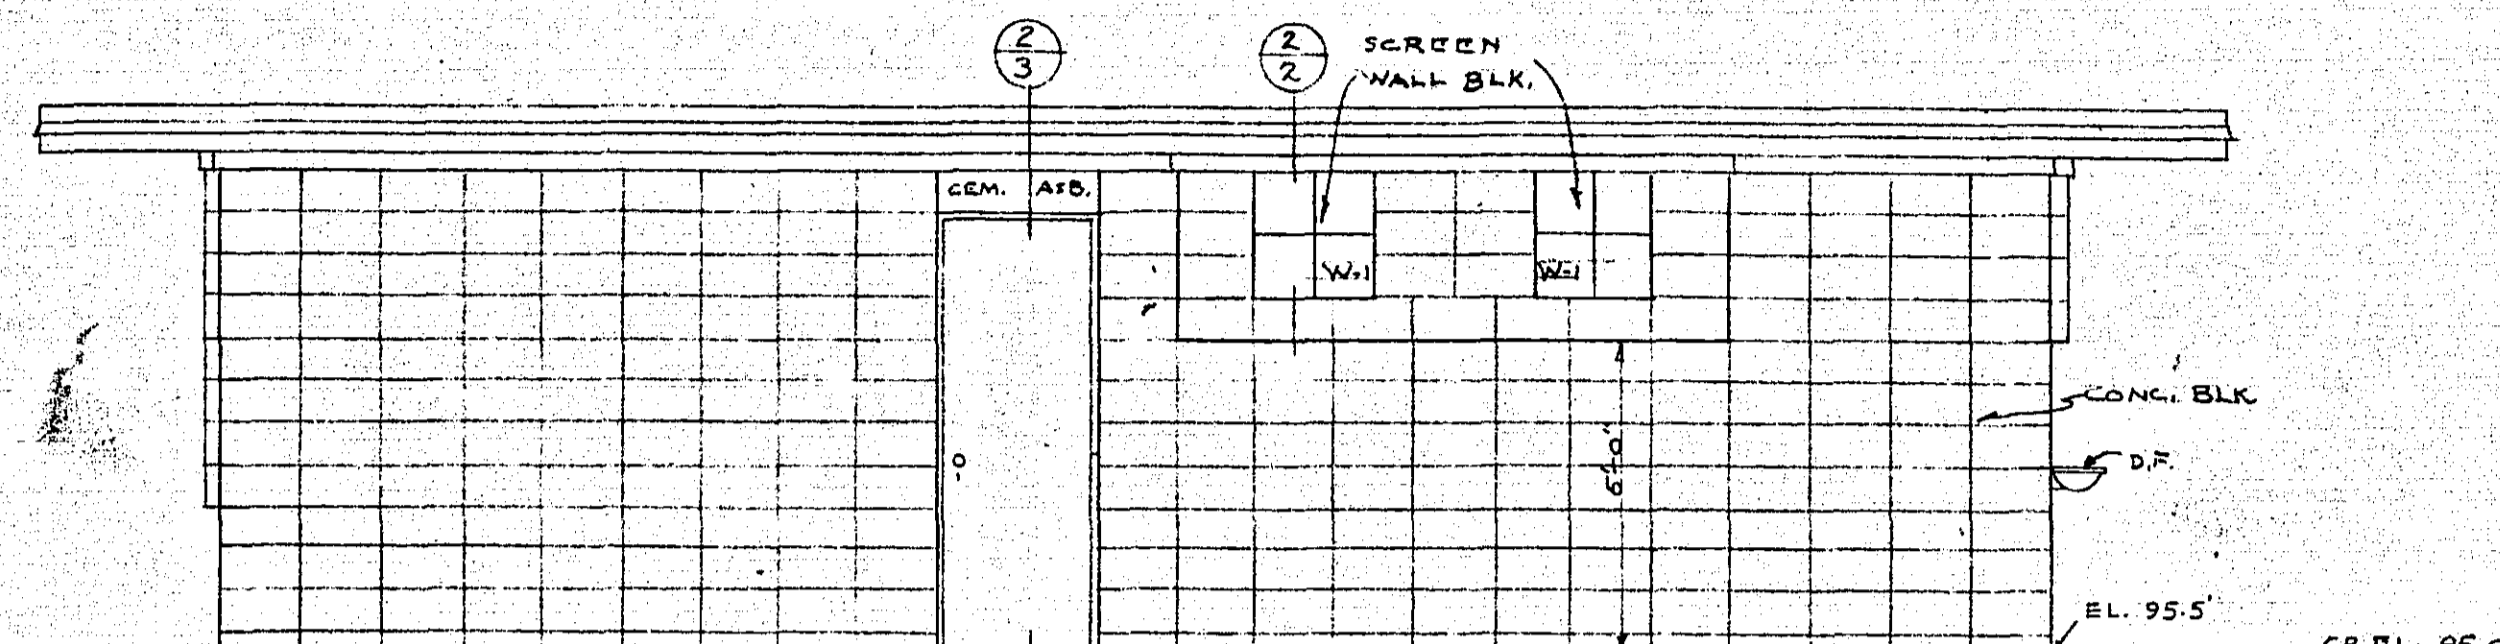 2
3
2
2
SCREEN
WALL BLK.
CEM. ASB.
W-1
W-1
CONC. BLK
6'-0"
D.F.
EL. 95.5'